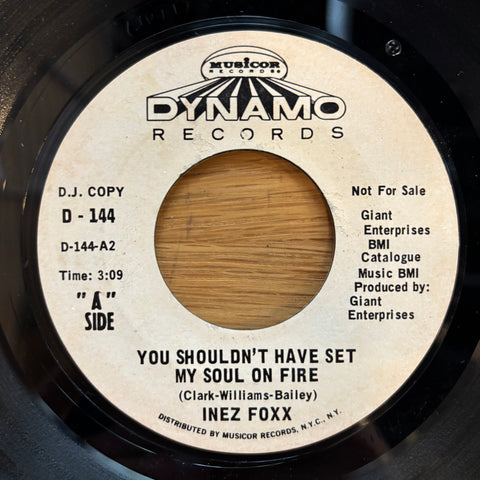 MUSICOR
RECORDS
DYNAMO
RECORDS
D.J. COPY
D - 144
D-144-A2
Time: 3:09
"A"
SIDE
Not For Sale
Giant
Enterprises
BMI
Catalogue
Music BMI
Produced by:
Giant
Enterprises
YOU SHOULDN'T HAVE SET
MY SOUL ON FIRE
(Clark-Williams-Bailey)
INEZ FOXX
DISTRIBUTED BY MUSICOR RECORDS, N.Y.C., N.Y.